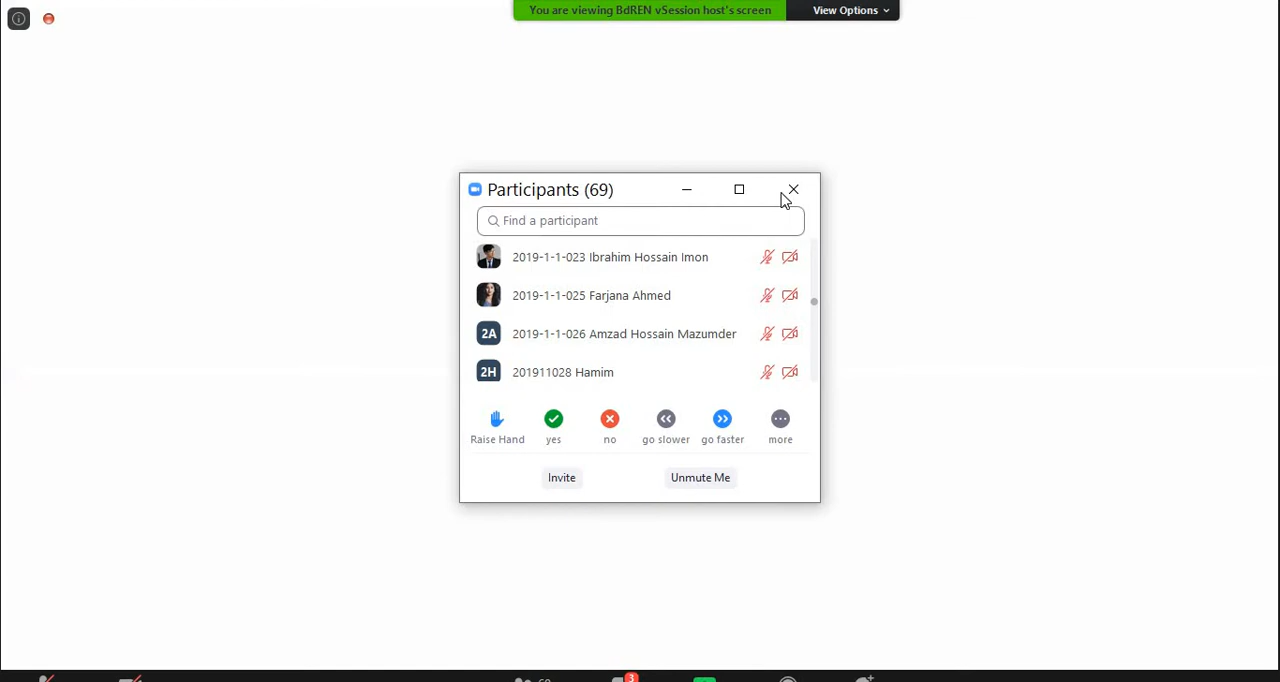 You are viewing BdREN vSession host's screen
View Options
Participants (69)
Find a participant
2019-1-1-023 Ibrahim Hossain Imon
2019-1-1-025 Farjana Ahmed
2A 2019-1-1-026 Amzad Hossain Mazumder
2H 201911028 Hamim
Raise Hand yes no go slower go faster more
Invite Unmute Me
3